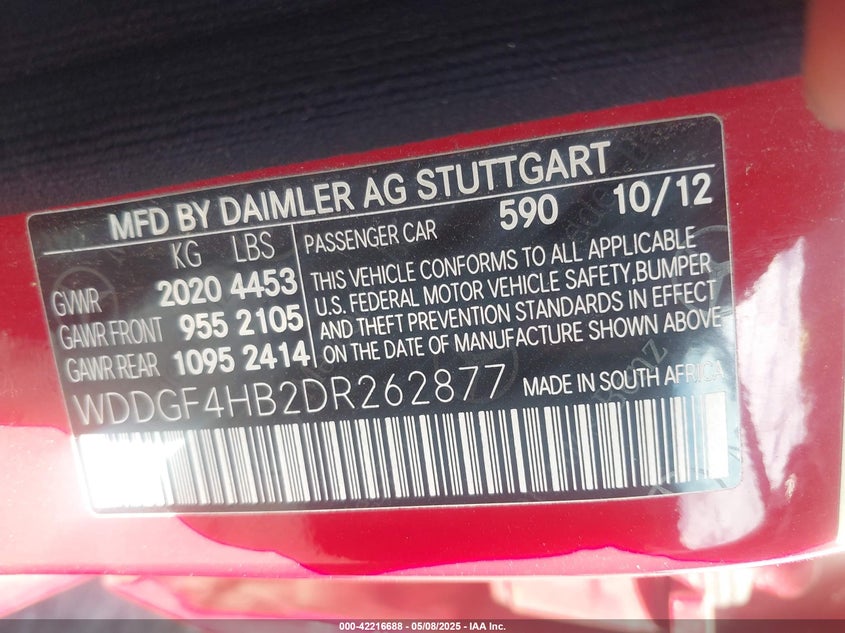 MFD BY DAIMLER AG STUTTGART
KG LBS
GVWR 2020 4453
GAWR FRONT 955 2105
GAWR REAR 1095 2414
PASSENGER CAR 590 10/12
THIS VEHICLE CONFORMS TO ALL APPLICABLE
U.S. FEDERAL MOTOR VEHICLE SAFETY,BUMPER
AND THEFT PREVENTION STANDARDS IN EFFECT
ON THE DATE OF MANUFACTURE SHOWN ABOVE
WDDGF4HB2DR262877 MADE IN SOUTH AFRICA
000-42216688 - 05/08/2025 - IAA Inc.